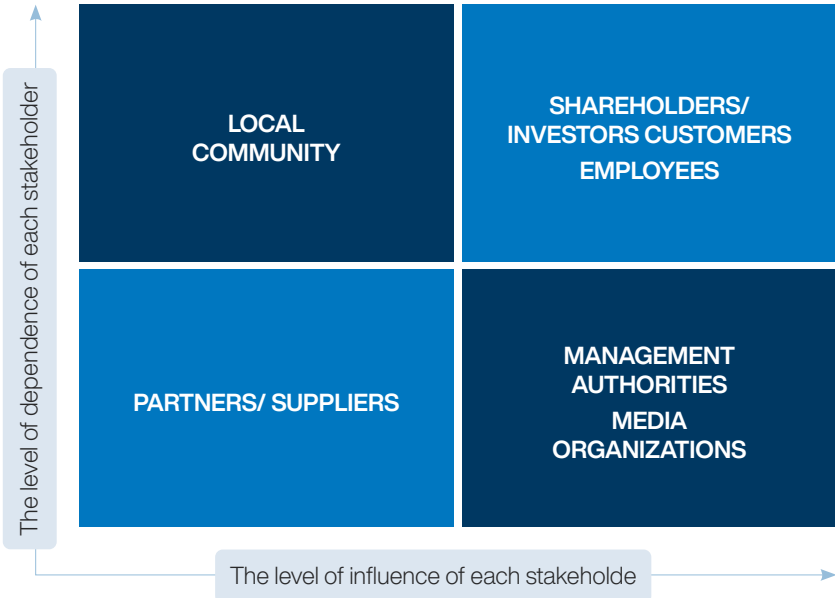 The level of dependence of each stakeholder
LOCAL
COMMUNITY
SHAREHOLDERS/
INVESTORS CUSTOMERS
EMPLOYEES
PARTNERS/ SUPPLIERS
MANAGEMENT
AUTHORITIES
MEDIA
ORGANIZATIONS
The level of influence of each stakeholde